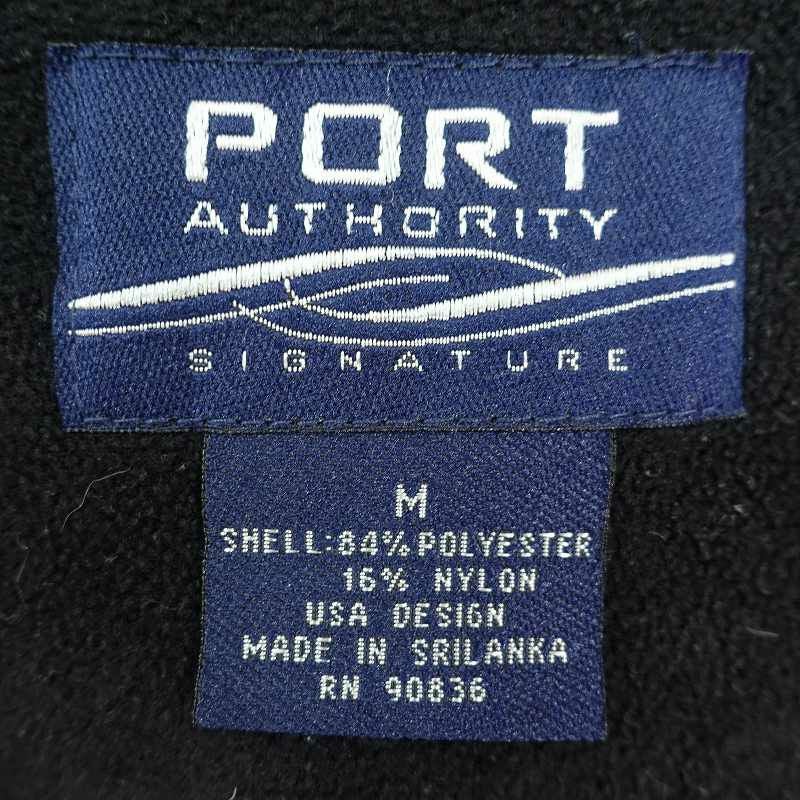 PORT
AUTHORITY
SIGNATURE
M
SHELL:84% POLYESTER
16% NYLON
USA DESIGN
MADE IN SRILANKA
RN 90836